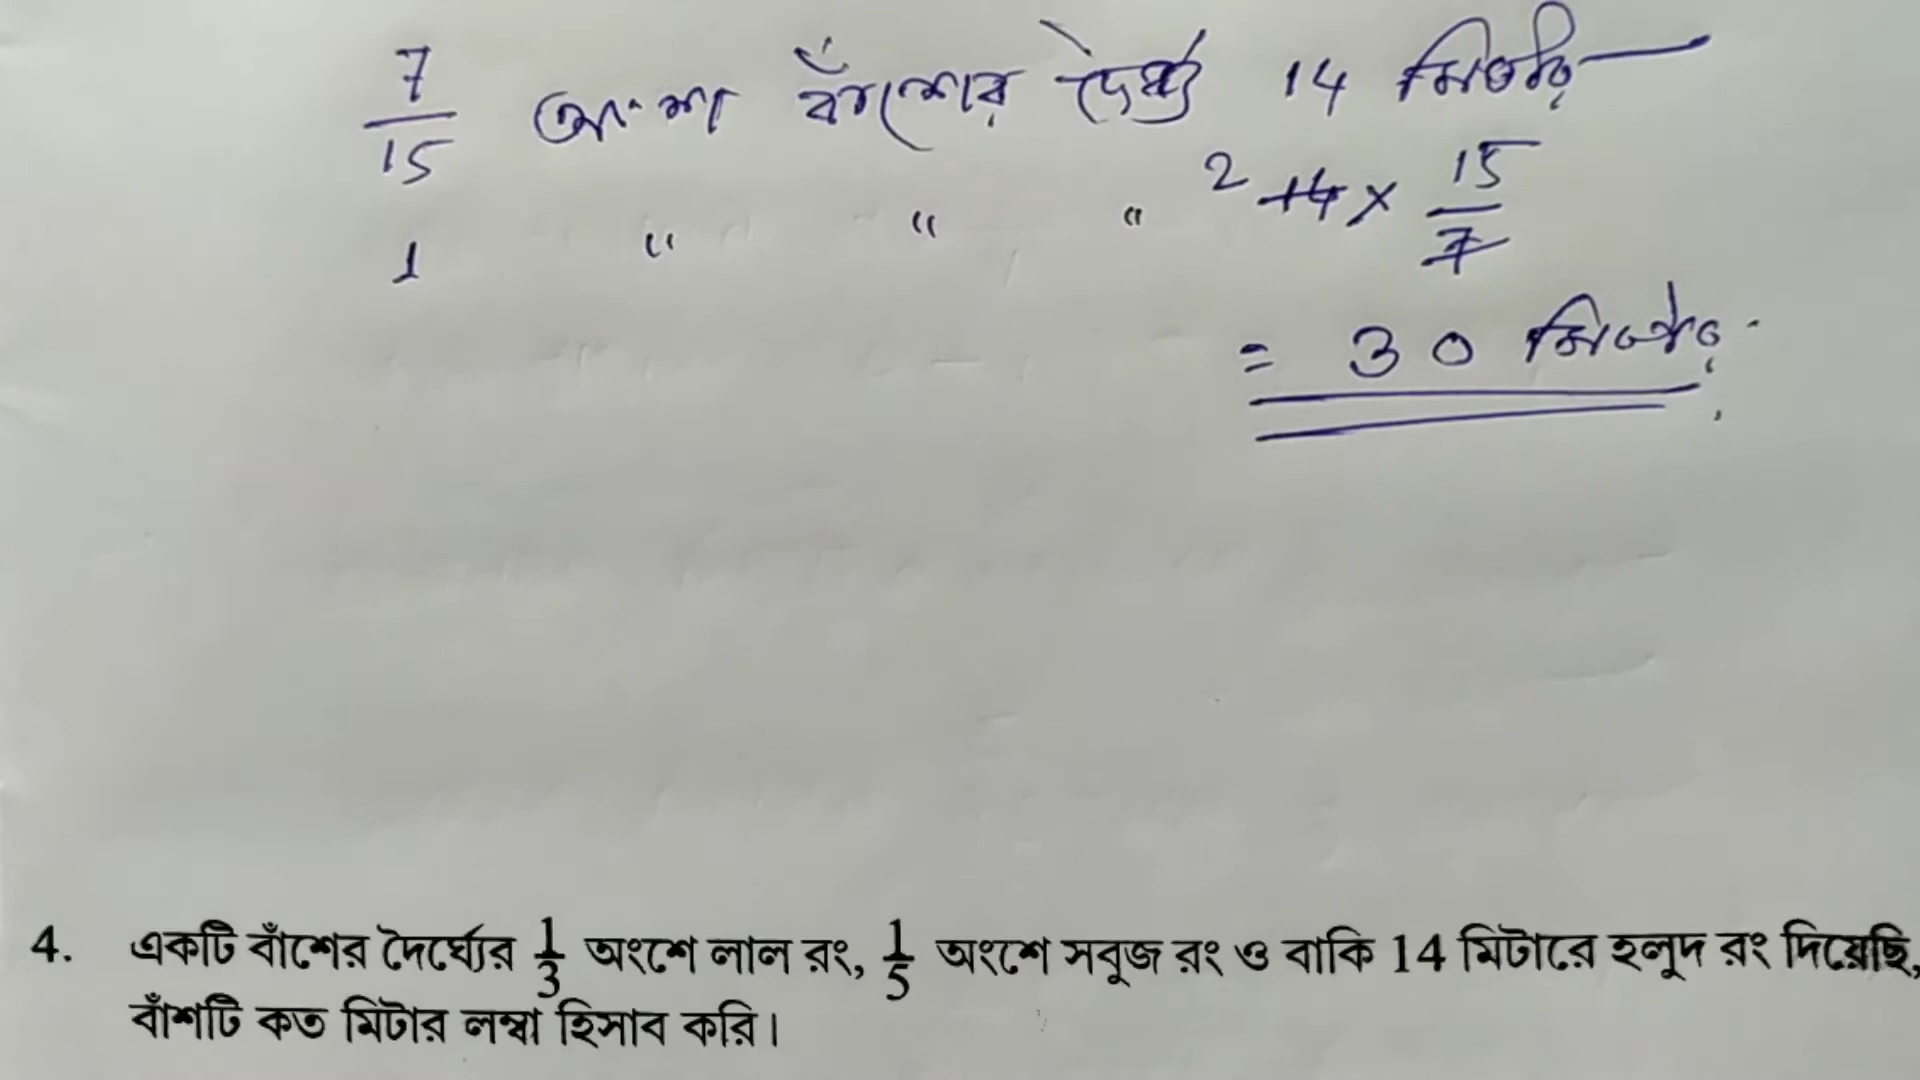 7/15 অংশ বাঁশের দৈর্ঘ্য 14 মিটার
1 " " " 2 14 × 15/7
= 30 মিটার
4. একটি বাঁশের দৈর্ঘ্যের 1/3 অংশে লাল রং, 1/5 অংশে সবুজ রং ও বাকি 14 মিটারে হলুদ রং দিয়েছি,
বাঁশটি কত মিটার লম্বা হিসাব করি।